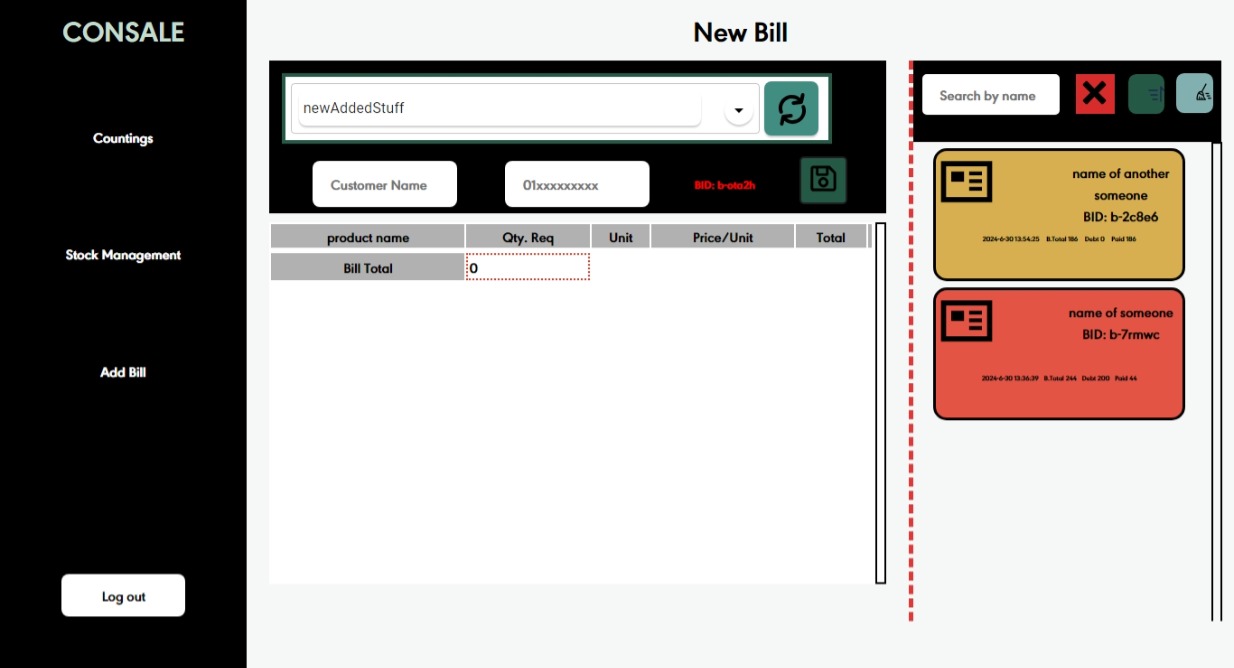 CONSALE
Countings
Stock Management
Add Bill
Log out
New Bill
newAddedStuff
Customer Name
01xxxxxxxxx
BID: b-ota2h
product name Qty. Req Unit Price/Unit Total
Bill Total 0
Search by name
name of another
someone
BID: b-2c8e6
2024-6-30 13:54:25 B.Total 186 Debt 0 Paid 186
name of someone
BID: b-7rmwc
2024-6-30 13:36:39 B.Total 244 Debt 200 Paid 44